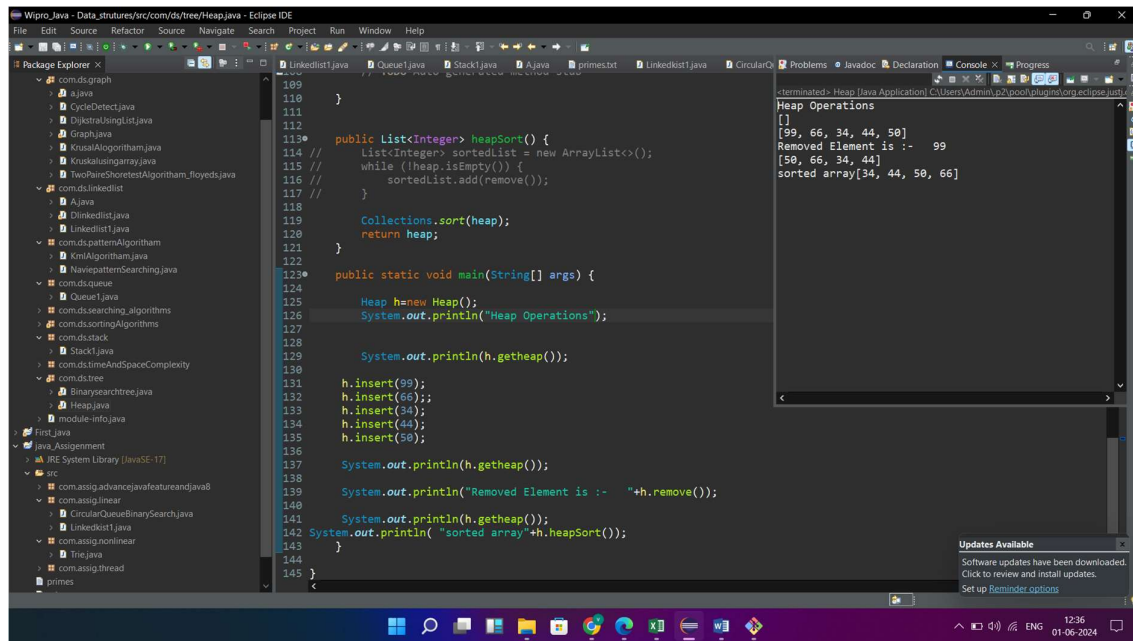 Wipro_Java - Data_strutures/src/com/ds/tree/Heap.java - Eclipse IDE
File Edit Source Refactor Source Navigate Search Project Run Window Help
Package Explorer ×
com.ds.graph
a.java
CycleDetect.java
DijkstraUsingList.java
Graph.java
KrusalAlogoritham.java
Kruskalusingarray.java
TwoPaireShoretestAlgoritham_floyeds.java
com.ds.linkedlist
A.java
Dlinkedlist.java
Linkedlist1.java
com.ds.patternAlgoritham
KmlAlgoritham.java
NaviepatternSearching.java
com.ds.queue
Queue1.java
com.ds.searching_algorithms
com.ds.sortingAlgorithms
com.ds.stack
Stack1.java
com.ds.timeAndSpaceComplexity
com.ds.tree
Binarysearchtree.java
Heap.java
module-info.java
First_java
java_Assigenment
JRE System Library [JavaSE-17]
src
com.assig.advancejavafeatureandjava8
com.assig.linear
CircularQueueBinarySearch.java
Linkedkist1.java
com.assig.nonlinear
Trie.java
com.assig.thread
primes
Linkedlist1.java Queue1.java Stack1.java A.java primes.txt Linkedkist1.java CircularQ
109
110 }
111
112
113 public List<Integer> heapSort() {
114 // List<Integer> sortedList = new ArrayList<>();
115 // while (!heap.isEmpty()) {
116 // sortedList.add(remove());
117 // }
118
119 Collections.sort(heap);
120 return heap;
121 }
122
123 public static void main(String[] args) {
124
125 Heap h=new Heap();
126 System.out.println("Heap Operations");
127
128
129 System.out.println(h.getheap());
130
131 h.insert(99);
132 h.insert(66);;
133 h.insert(34);
134 h.insert(44);
135 h.insert(50);
136
137 System.out.println(h.getheap());
138
139 System.out.println("Removed Element is :-   "+h.remove());
140
141 System.out.println(h.getheap());
142 System.out.println( "sorted array"+h.heapSort());
143 }
144
145 }
Problems Javadoc Declaration Console × Progress
<terminated> Heap [Java Application] C:\Users\Admin\.p2\pool\plugins\org.eclipse.justj.
Heap Operations
[]
[99, 66, 34, 44, 50]
Removed Element is :-   99
[50, 66, 34, 44]
sorted array[34, 44, 50, 66]
Updates Available ×
Software updates have been downloaded.
Click to review and install updates.
Set up Reminder options
ENG
12:36
01-06-2024